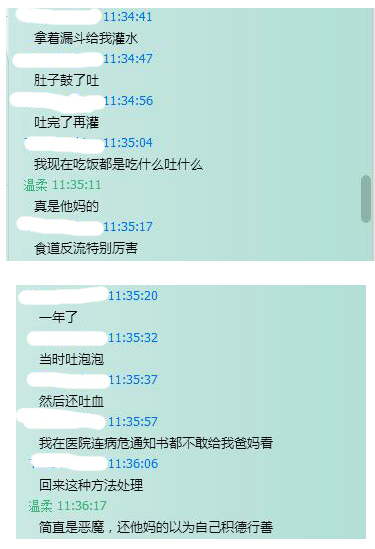 11:34:41
拿着漏斗给我灌水
11:34:47
肚子鼓了吐
11:34:56
吐完了再灌
11:35:04
我现在吃饭都是吃什么吐什么
温柔 11:35:11
真是他妈的
11:35:17
食道反流特别厉害
11:35:20
一年了
11:35:32
当时吐泡泡
11:35:37
然后还吐血
11:35:57
我在医院连病危通知书都不敢给我爸妈看
11:36:06
回来这种方法处理
温柔 11:36:17
简直是恶魔，还他妈的以为自己积德行善